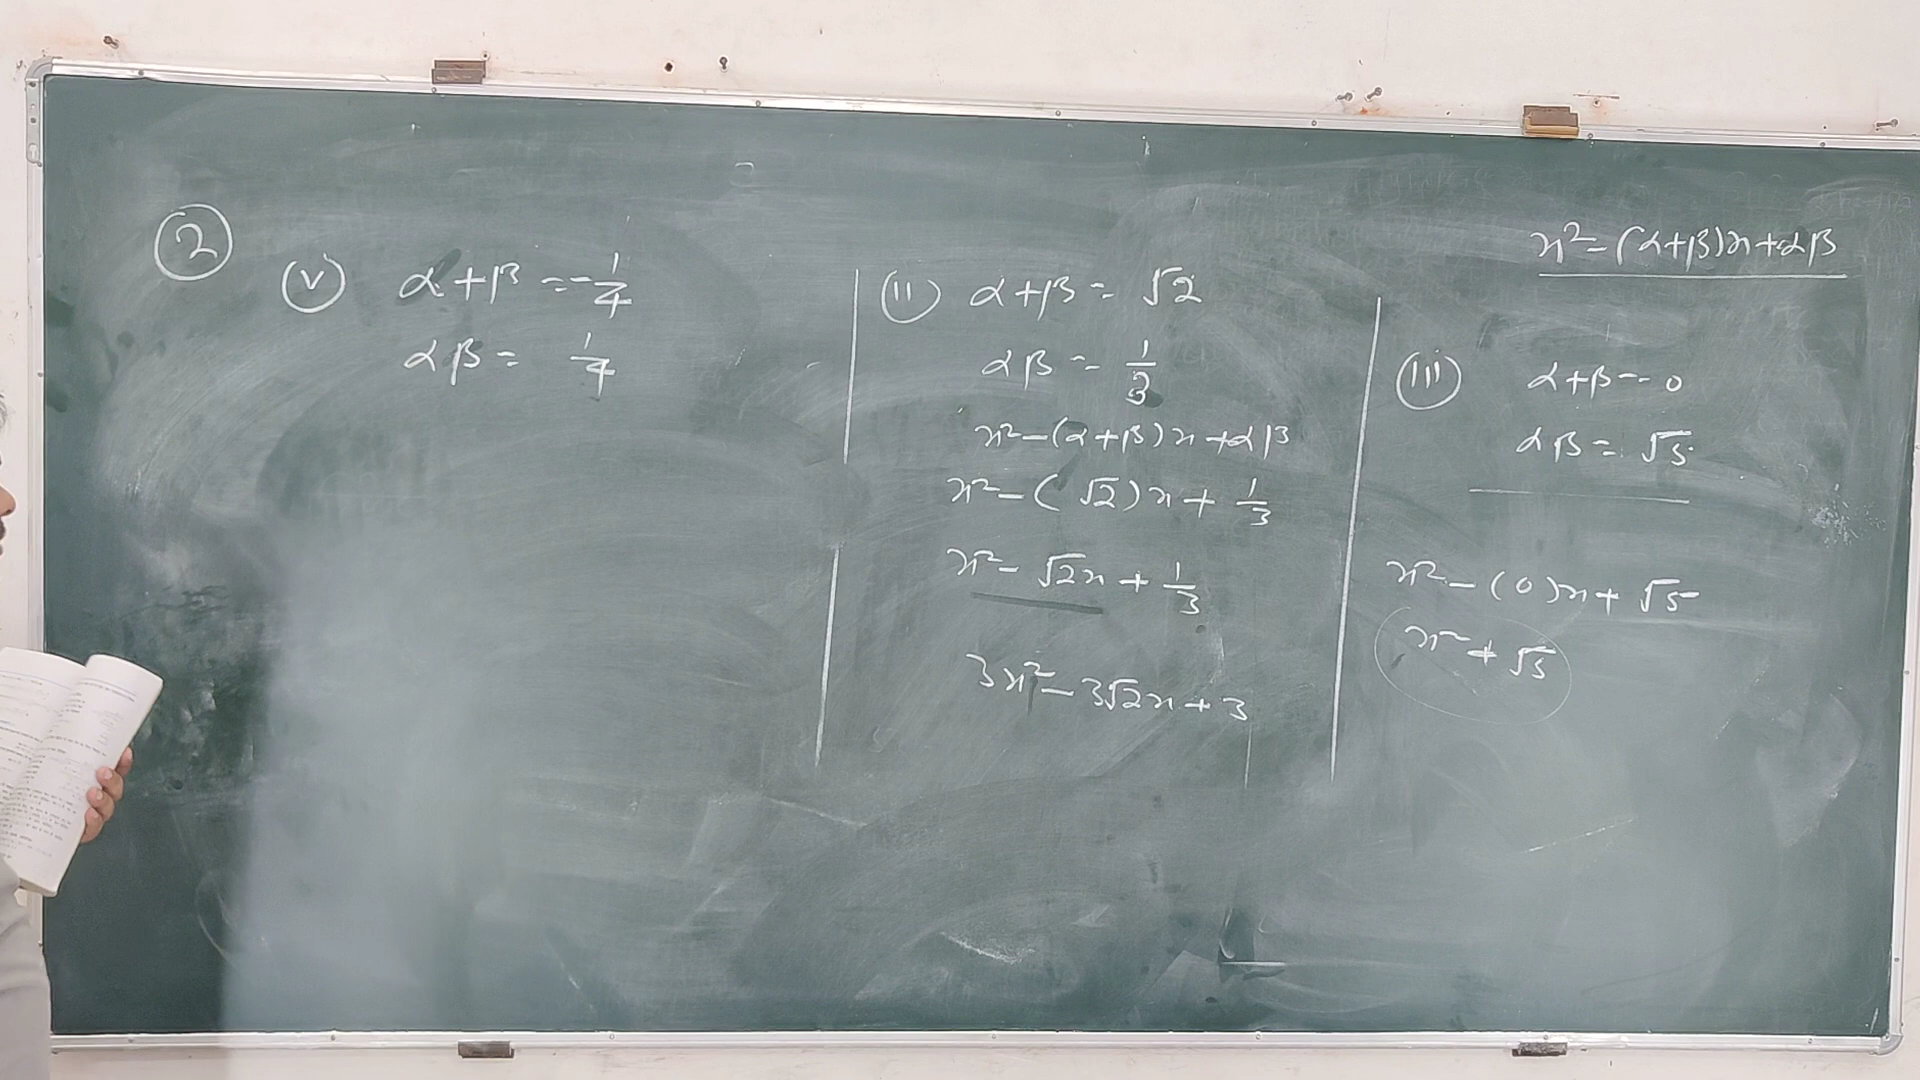 ②
(v) α+β = -1/4
αβ = 1/4
(ii) α+β = √2
αβ = 1/3
x²-(α+β)x+αβ
x²-(√2)x+1/3
x²-√2x+1/3
3x²-3√2x+3
x²-(α+β)x+αβ
(iii) α+β = 0
αβ = √5
x²-(0)x+√5
x²+√5